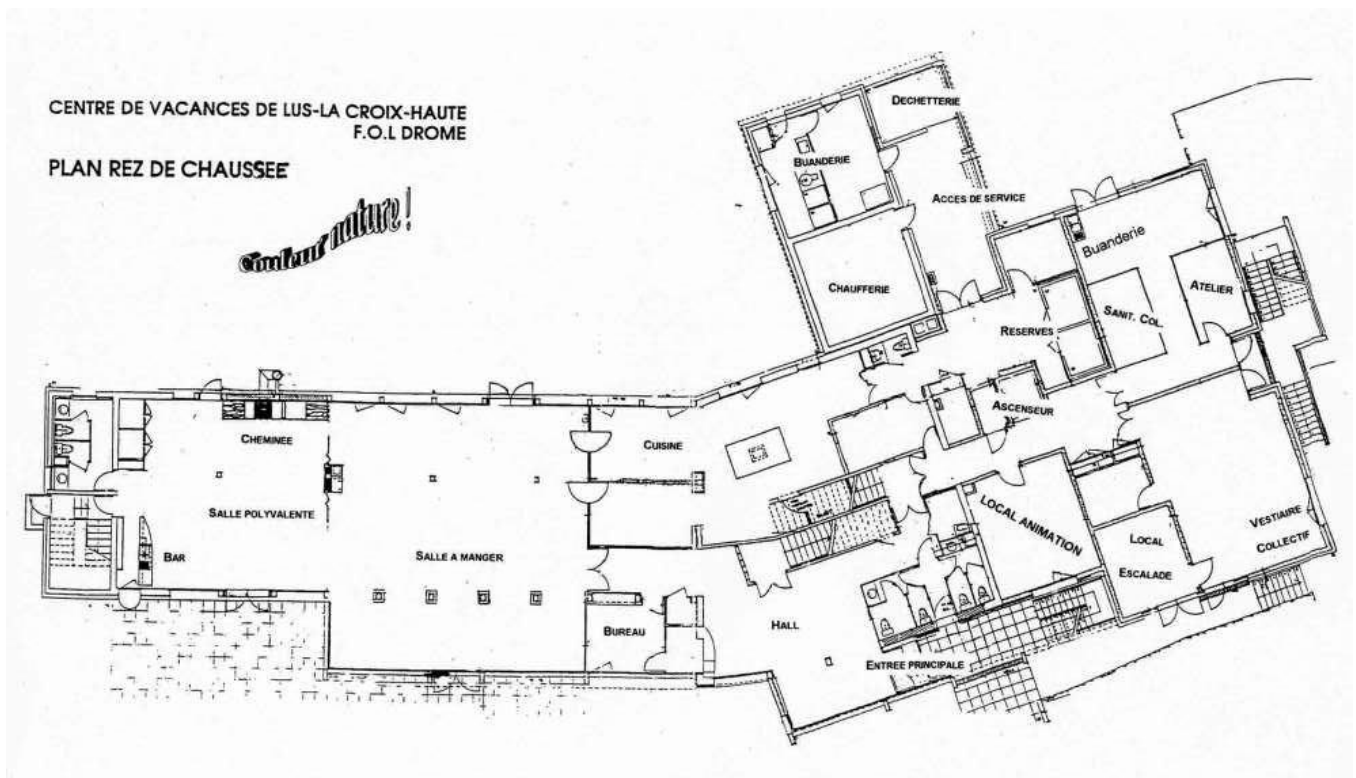 CENTRE DE VACANCES DE LUS-LA CROIX-HAUTE
F.O.L DROME
PLAN REZ DE CHAUSSEE
couleur nature !
DECHETTERIE
BUANDERIE
ACCES DE SERVICE
CHAUFFERIE
Buanderie
ATELIER
SANIT. COL.
RESERVES
ASCENSEUR
CHEMINEE
CUISINE
SALLE POLYVALENTE
BAR
SALLE A MANGER
LOCAL ANIMATION
VESTIAIRE
COLLECTIF
LOCAL
ESCALADE
BUREAU
HALL
ENTREE PRINCIPALE